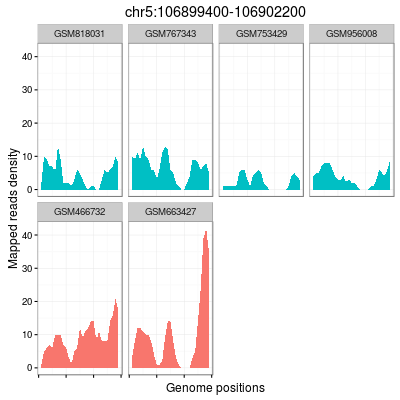 chr5:106899400-106902200
GSM818031 GSM767343 GSM753429 GSM956008
40
30
20
10
0
Mapped reads density
GSM466732 GSM663427
40
30
20
10
0
Genome positions